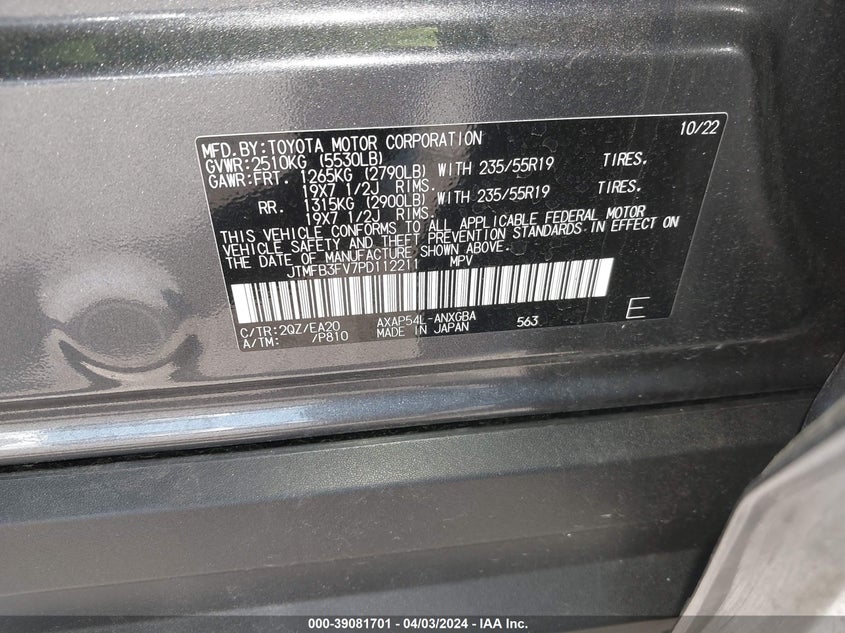 10/22
MFD.BY:TOYOTA MOTOR CORPORATION
GVWR:2510KG (5530LB)
GAWR:FRT. 1265KG (2790LB) WITH 235/55R19 TIRES.
19X7 1/2J RIMS.
RR. 1315KG (2900LB) WITH 235/55R19 TIRES.
19X7 1/2J RIMS.
THIS VEHICLE CONFORMS TO ALL APPLICABLE FEDERAL MOTOR
VEHICLE SAFETY AND THEFT PREVENTION STANDARDS IN EFFECT ON
THE DATE OF MANUFACTURE SHOWN ABOVE.
JTMFB3FV7PD112211 MPV
C/TR:2QZ/EA20 AXAP54L-ANXGBA 563 E
A/TM: /P810 MADE IN JAPAN
000-39081701 / 04/03/2024 - IAA Inc.